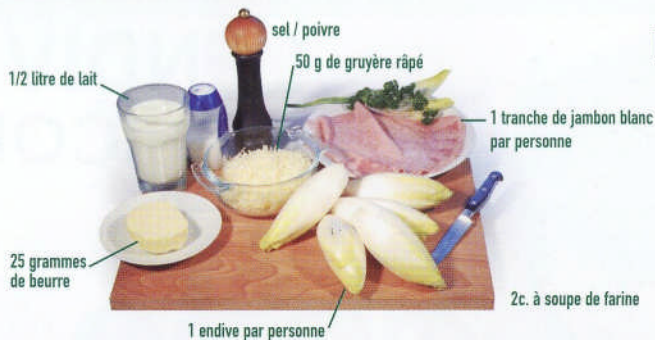 sel / poivre
50 g de gruyère râpé
1/2 litre de lait
1 tranche de jambon blanc
par personne
25 grammes
de beurre
2c. à soupe de farine
1 endive par personne